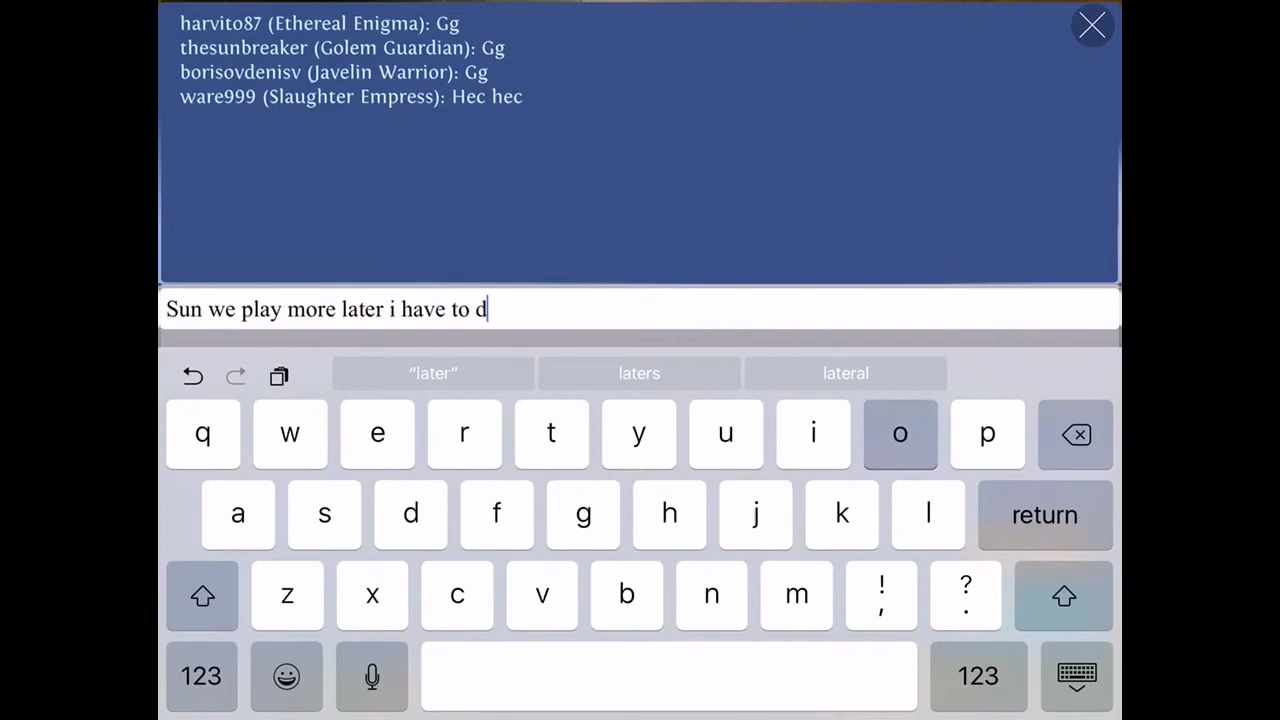 harvito87 (Ethereal Enigma): Gg
thesunbreaker (Golem Guardian): Gg
borisovdenisv (Javelin Warrior): Gg
ware999 (Slaughter Empress): Hec hec
Sun we play more later i have to d
“later” laters lateral
q w e r t y u i o p
a s d f g h j k l return
z x c v b n m ! , ? .
123 123